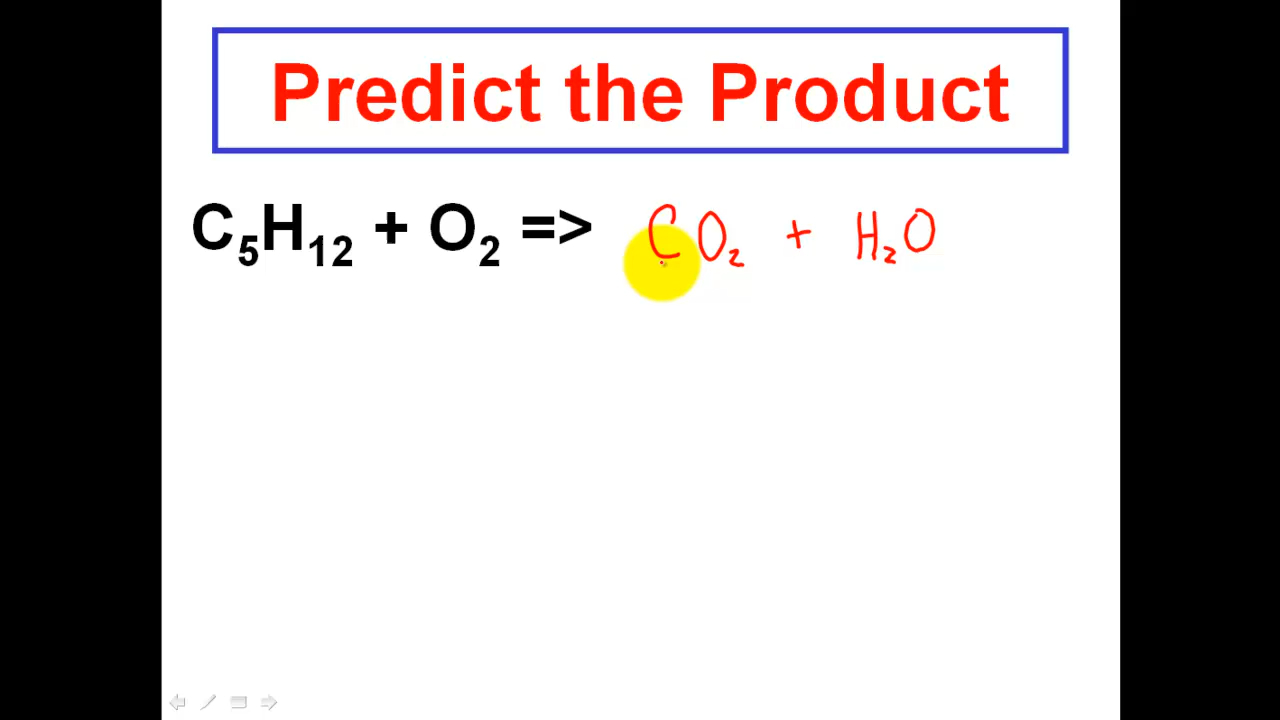 Predict the Product
C₅H₁₂ + O₂ => CO₂ + H₂O